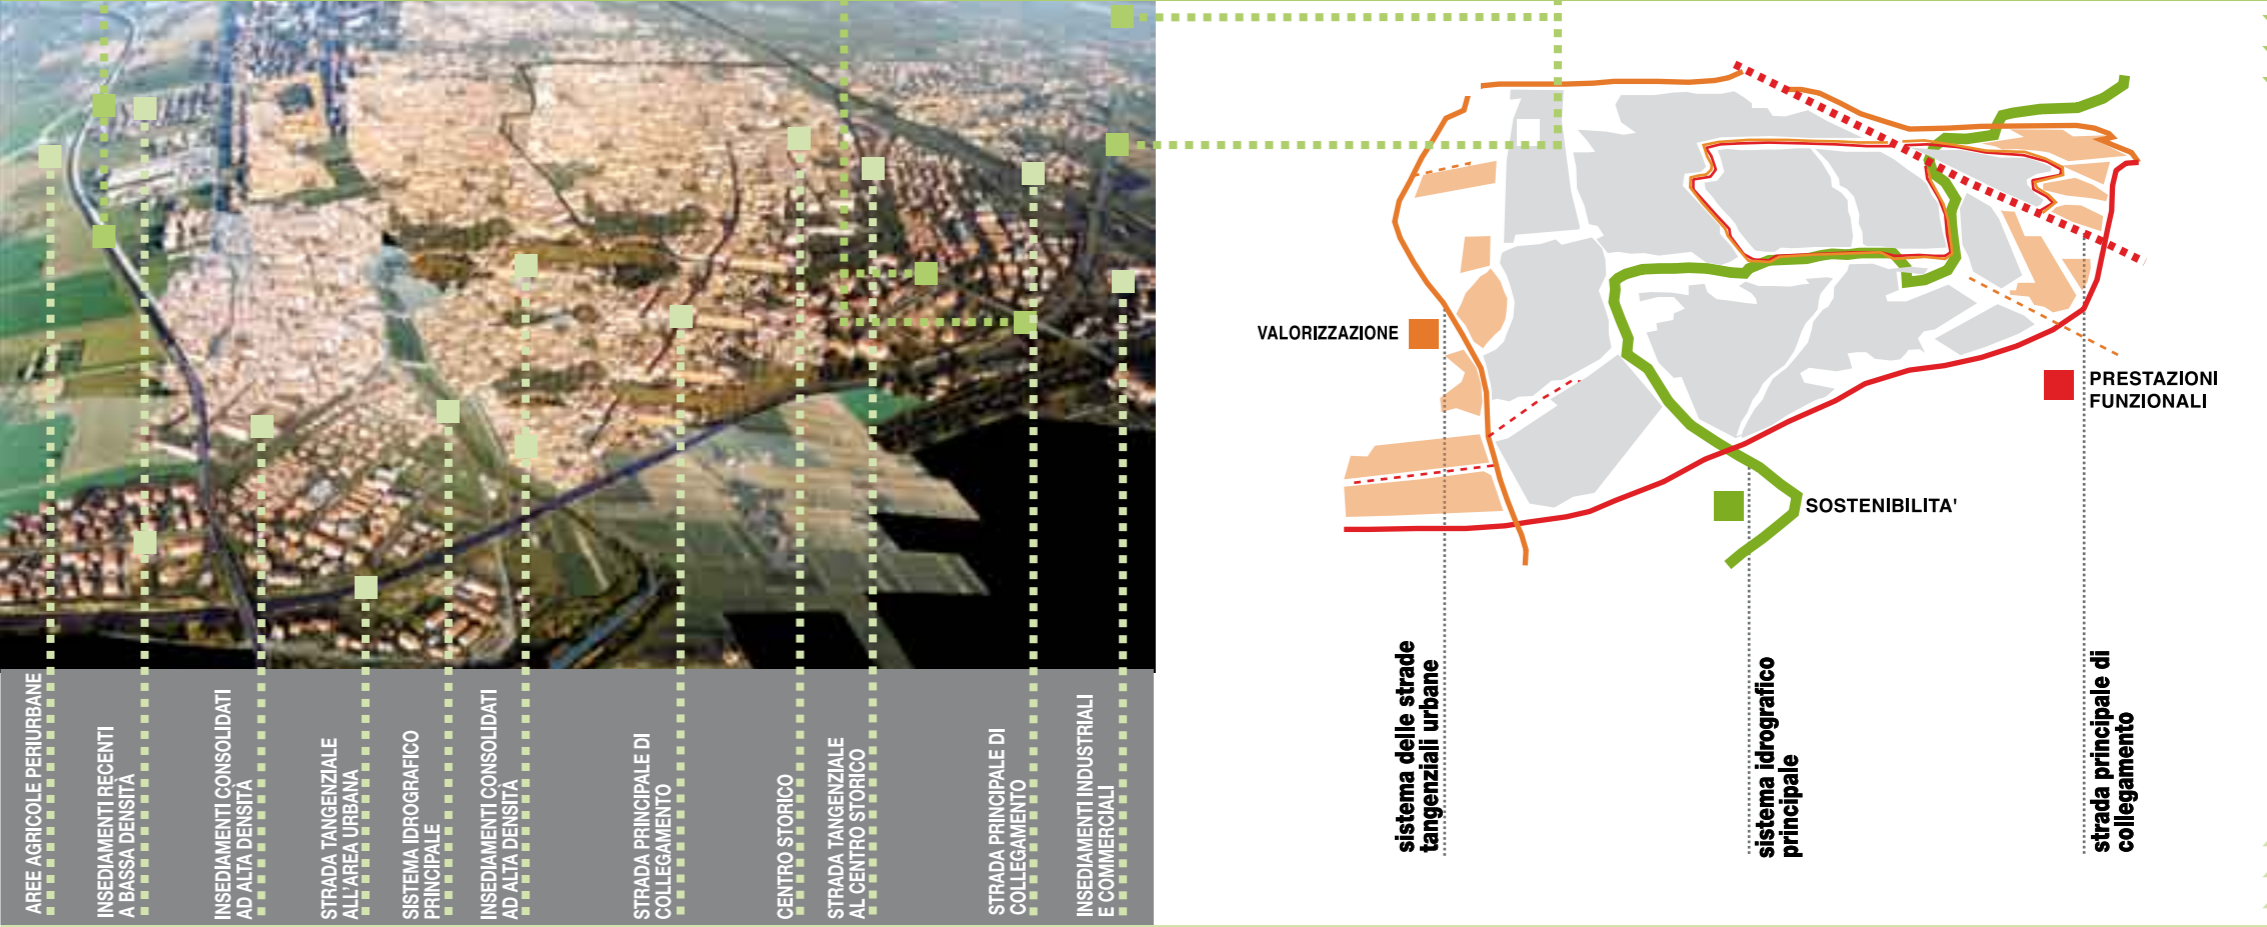 AREE AGRICOLE PERIURBANE
INSEDIAMENTI RECENTI
A BASSA DENSITÀ
INSEDIAMENTI CONSOLIDATI
AD ALTA DENSITÀ
STRADA TANGENZIALE
ALL'AREA URBANA
SISTEMA IDROGRAFICO
PRINCIPALE
INSEDIAMENTI CONSOLIDATI
AD ALTA DENSITÀ
STRADA PRINCIPALE DI
COLLEGAMENTO
CENTRO STORICO
STRADA TANGENZIALE
AL CENTRO STORICO
STRADA PRINCIPALE DI
COLLEGAMENTO
INSEDIAMENTI INDUSTRIALI
E COMMERCIALI
VALORIZZAZIONE
PRESTAZIONI
FUNZIONALI
SOSTENIBILITA'
sistema delle strade
tangenziali urbane
sistema idrografico
principale
strada principale di
collegamento